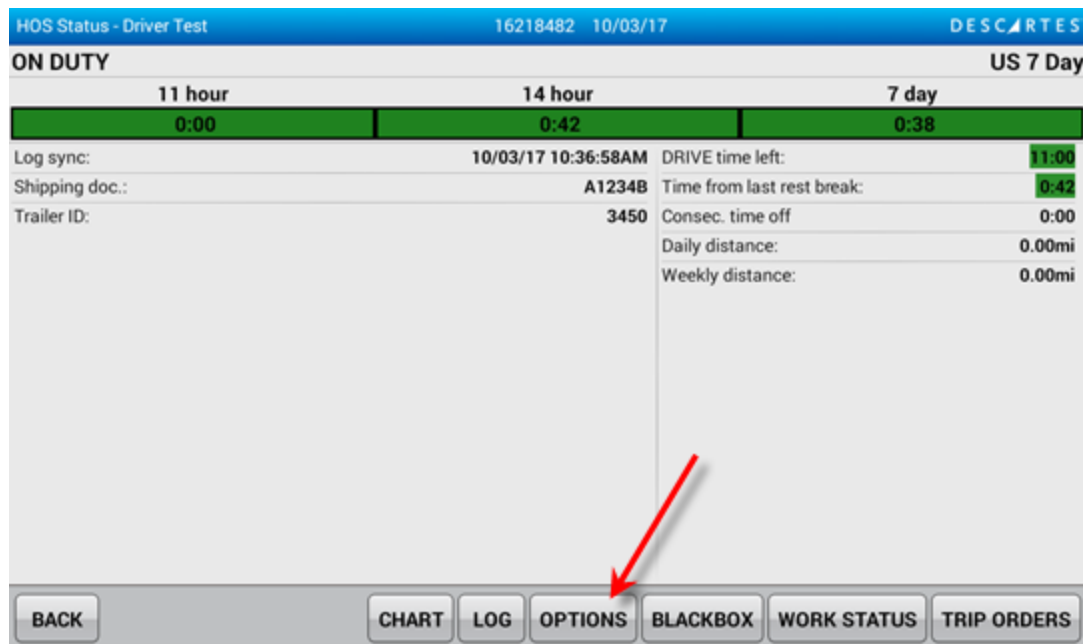 HOS Status - Driver Test 16218482 10/03/17 DESCARTES
ON DUTY US 7 Day
11 hour 14 hour 7 day
0:00 0:42 0:38
Log sync: 10/03/17 10:36:58AM DRIVE time left: 11:00
Shipping doc.: A1234B Time from last rest break: 0:42
Trailer ID: 3450 Consec. time off 0:00
Daily distance: 0.00mi
Weekly distance: 0.00mi
BACK CHART LOG OPTIONS BLACKBOX WORK STATUS TRIP ORDERS